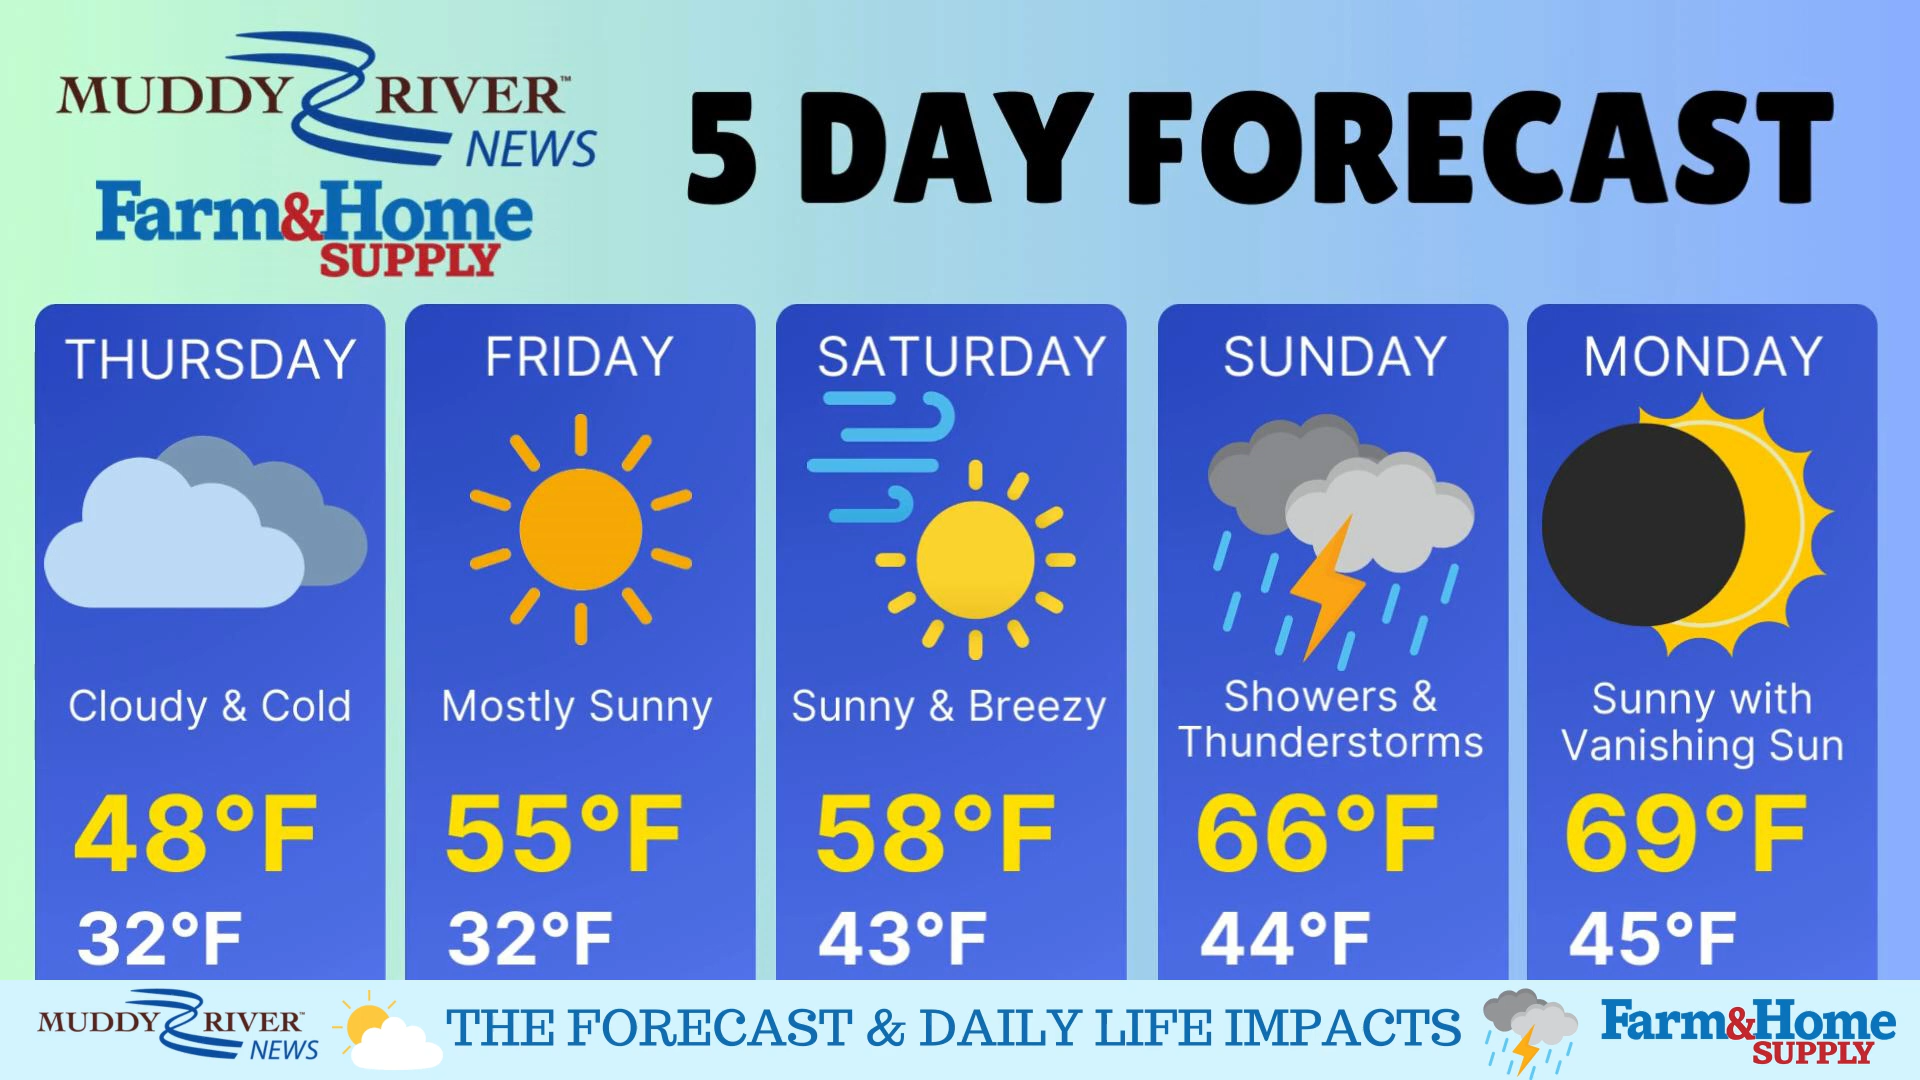 MUDDY RIVER™
NEWS
Farm&Home
SUPPLY
5 DAY FORECAST
THURSDAY
Cloudy & Cold
48°F
32°F
FRIDAY
Mostly Sunny
55°F
32°F
SATURDAY
Sunny & Breezy
58°F
43°F
SUNDAY
Showers &
Thunderstorms
66°F
44°F
MONDAY
Sunny with
Vanishing Sun
69°F
45°F
MUDDY RIVER™
NEWS
THE FORECAST & DAILY LIFE IMPACTS
Farm&Home
SUPPLY